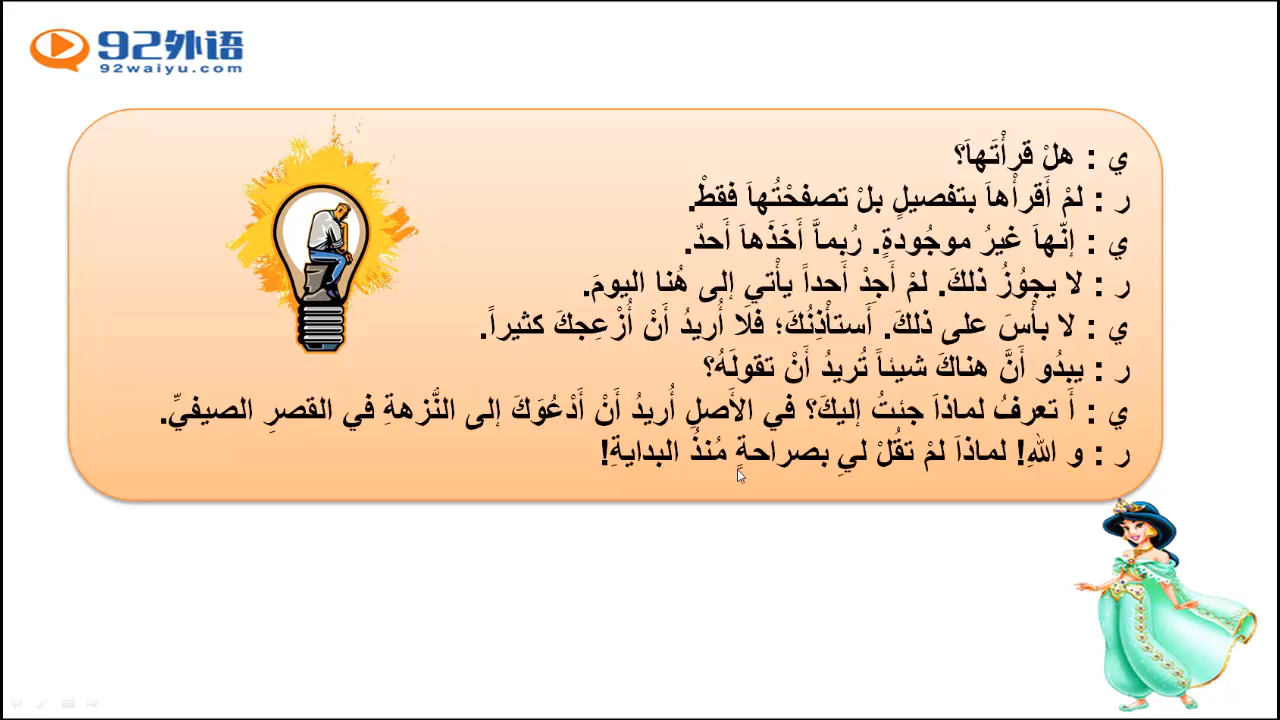 92外语
92waiyu.com
ي : هلْ قرأْتَهاَ؟
ر : لمْ أَقرأْهاَ بتفصيلٍ بلْ تصفحْتُهاَ فقطْ.
ي : إنّهاَ غيرُ موجُودةٍ. رُبماَّ أَخَذَهاَ أَحدٌ.
ر : لا يجُوزُ ذلكَ. لمْ أَجِدْ أَحداً يأْتي إلى هُنا اليومَ.
ي : لا بأْسَ على ذلكَ. أَستأْذِنُكَ؛ فلَا أُريدُ أَنْ أُزْعِجكَ كثيراً.
ر : يبدُو أَنَّ هناكَ شيئاً تُريدُ أَنْ تقولَهُ؟
ي : أَ تعرفُ لماذاَ جئتُ إليكَ؟ في الأَصلِ أُريدُ أَنْ أَدْعُوَكَ إلى النُّزهةِ في القصرِ الصيفيِّ.
ر : و اللهِ! لماذاَ لمْ تقُلْ ليِ بصراحةٍ مُنذُ البدايةِ!